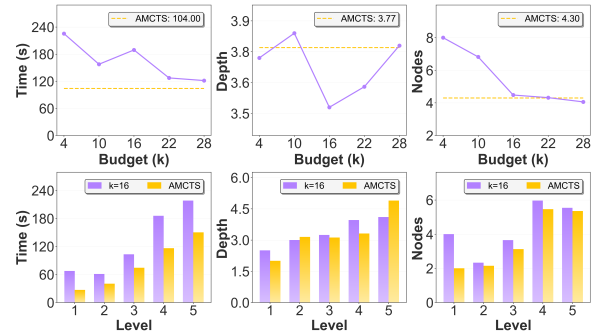 AMCTS: 104.00
240
180
120
60
0
Time (s)
4 10 16 22 28
Budget (k)
AMCTS: 3.77
3.9
3.8
3.6
3.5
Depth
4 10 16 22 28
Budget (k)
AMCTS: 4.30
8
6
4
2
Nodes
4 10 16 22 28
Budget (k)
k=16 AMCTS
240
180
120
60
0
Time (s)
1 2 3 4 5
Level
k=16 AMCTS
6.0
4.5
3.0
1.5
0.0
Depth
1 2 3 4 5
Level
k=16 AMCTS
6
4
2
0
Nodes
1 2 3 4 5
Level